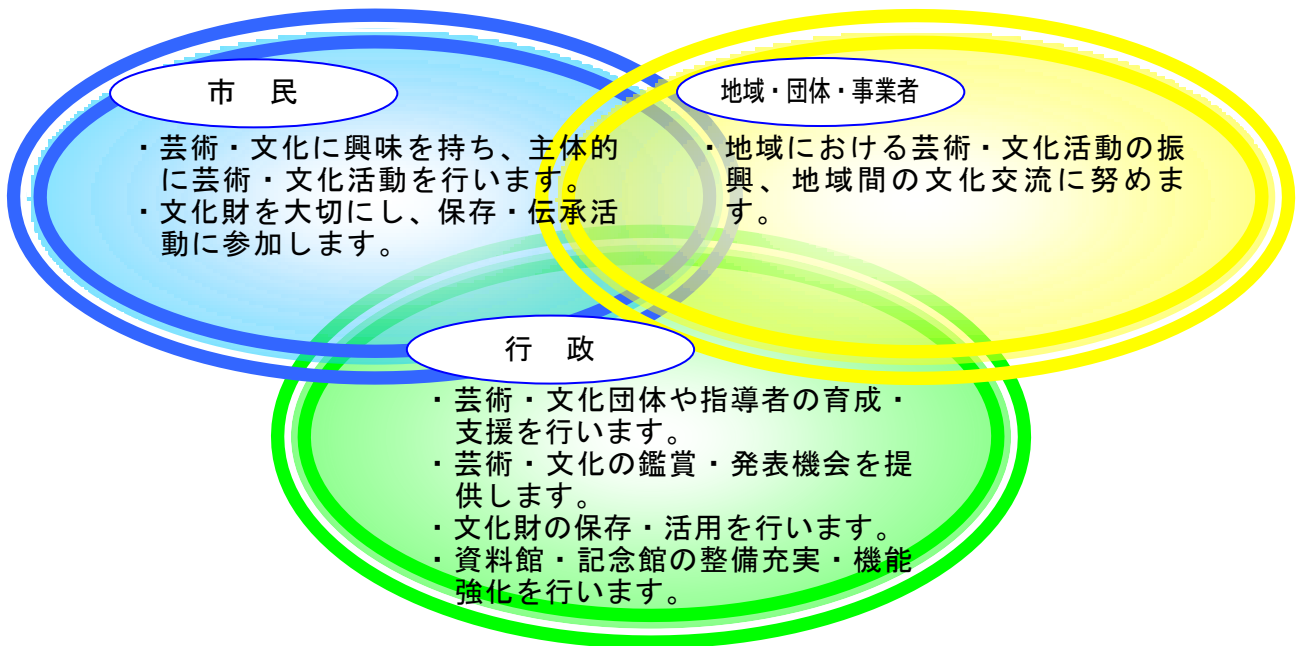 市　民
・芸術・文化に興味を持ち、主体的
に芸術・文化活動を行います。
・文化財を大切にし、保存・伝承活
動に参加します。
地域・団体・事業者
・地域における芸術・文化活動の振
興、地域間の文化交流に努めま
す。
行　政
・芸術・文化団体や指導者の育成・
支援を行います。
・芸術・文化の鑑賞・発表機会を提
供します。
・文化財の保存・活用を行います。
・資料館・記念館の整備充実・機能
強化を行います。